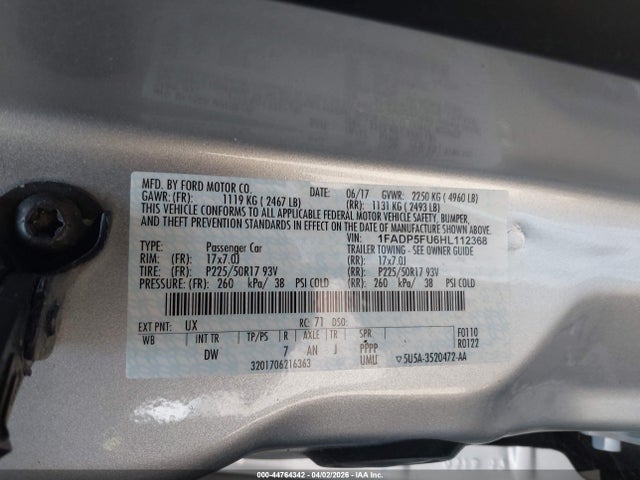 MFD. BY FORD MOTOR CO. DATE: 06/17 GVWR: 2250 KG ( 4960 LB)
GAWR: (FR): 1119 KG ( 2467 LB) (RR): 1131 KG ( 2493 LB)
THIS VEHICLE CONFORMS TO ALL APPLICABLE FEDERAL MOTOR VEHICLE SAFETY, BUMPER,
AND THEFT PREVENTION STANDARDS IN EFFECT ON THE DATE OF MANUFACTURE SHOWN ABOVE.
VIN: 1FADP5FU6HL112368
TYPE: Passenger Car TRAILER TOWING - SEE OWNER GUIDE
RIM: (FR): 17x7.0J (RR): 17x7.0J
TIRE: (FR): P225/50R17 93V (RR): P225/50R17 93V
PRESSURE: (FR): 260 kPa/ 38 PSI COLD (RR): 260 kPa/ 38 PSI COLD
EXT PNT: UX RC: 71 DSO:
WB INT TR TP/PS R AXLE TR SPR F0110
DW 7 AN J PPPP R0122
3201706216363 UMU 5U5A-3520472-AA
000-44764342 - 04/02/2026 - IAA Inc.